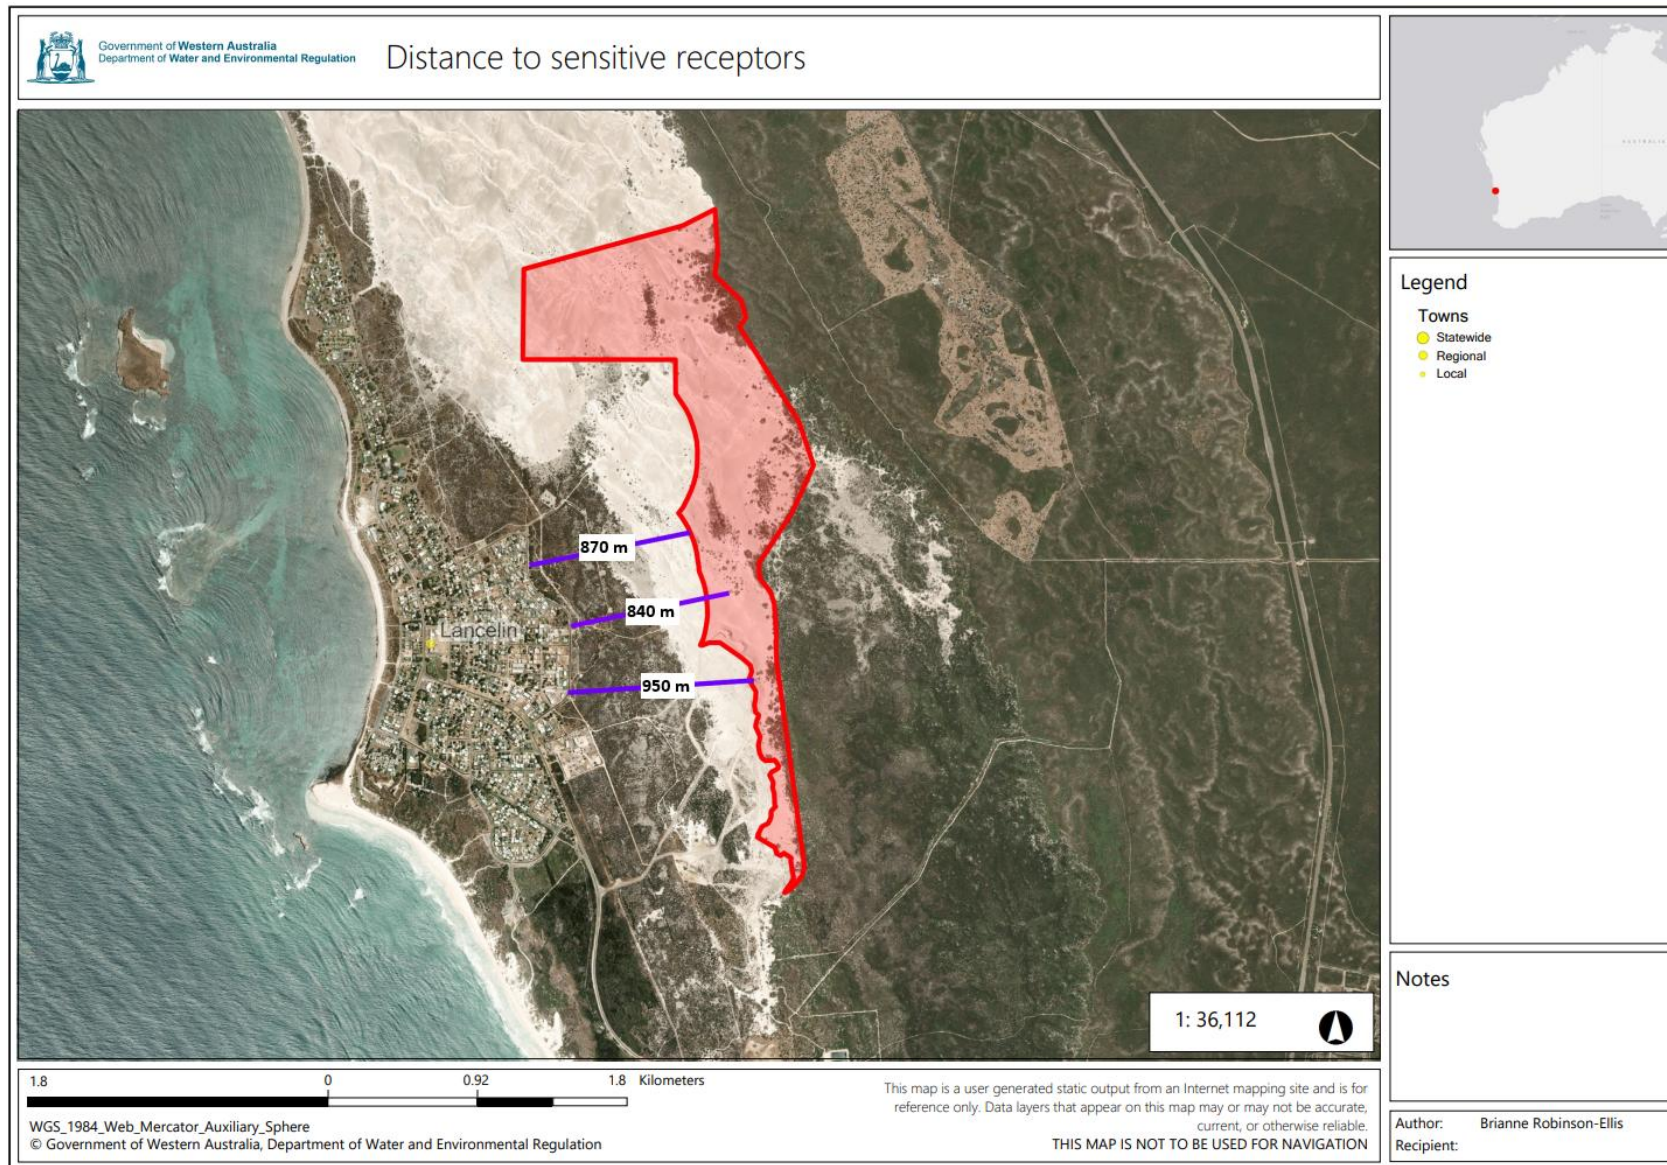 Government of Western Australia
Department of Water and Environmental Regulation
Distance to sensitive receptors
870 m
840 m
Lancelin
950 m
1: 36,112
Legend
Towns
Statewide
Regional
Local
Notes
1.8 0 0.92 1.8 Kilometers
WGS_1984_Web_Mercator_Auxiliary_Sphere
© Government of Western Australia, Department of Water and Environmental Regulation
This map is a user generated static output from an Internet mapping site and is for
reference only. Data layers that appear on this map may or may not be accurate,
current, or otherwise reliable.
THIS MAP IS NOT TO BE USED FOR NAVIGATION
Author: Brianne Robinson-Ellis
Recipient: